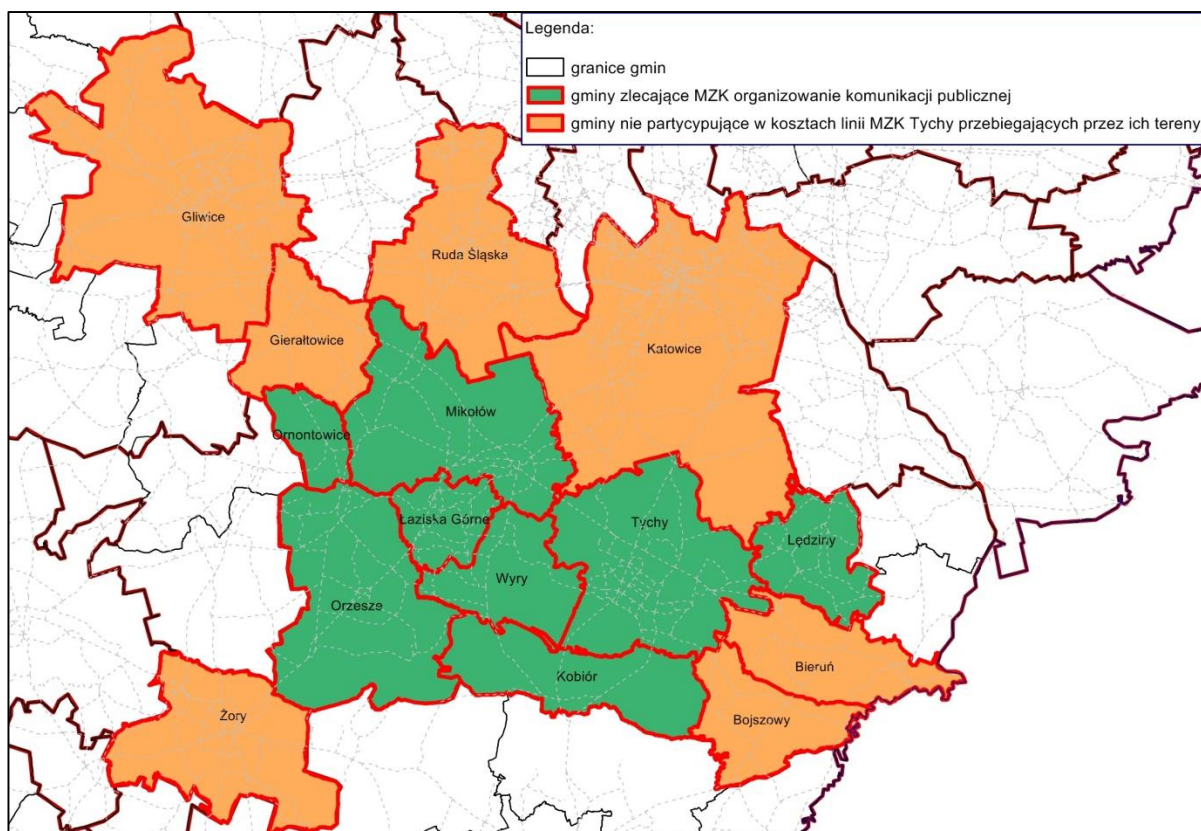 Legenda:
granice gmin
gminy zlecające MZK organizowanie komunikacji publicznej
gminy nie partycypujące w kosztach linii MZK Tychy przebiegających przez ich tereny
Gliwice
Ruda Śląska
Gierałtowice
Katowice
Mikołów
Ornontowice
Łaziska Górne
Tychy
Lędziny
Wyry
Orzesze
Bieruń
Kobiór
Żory
Bojszowy